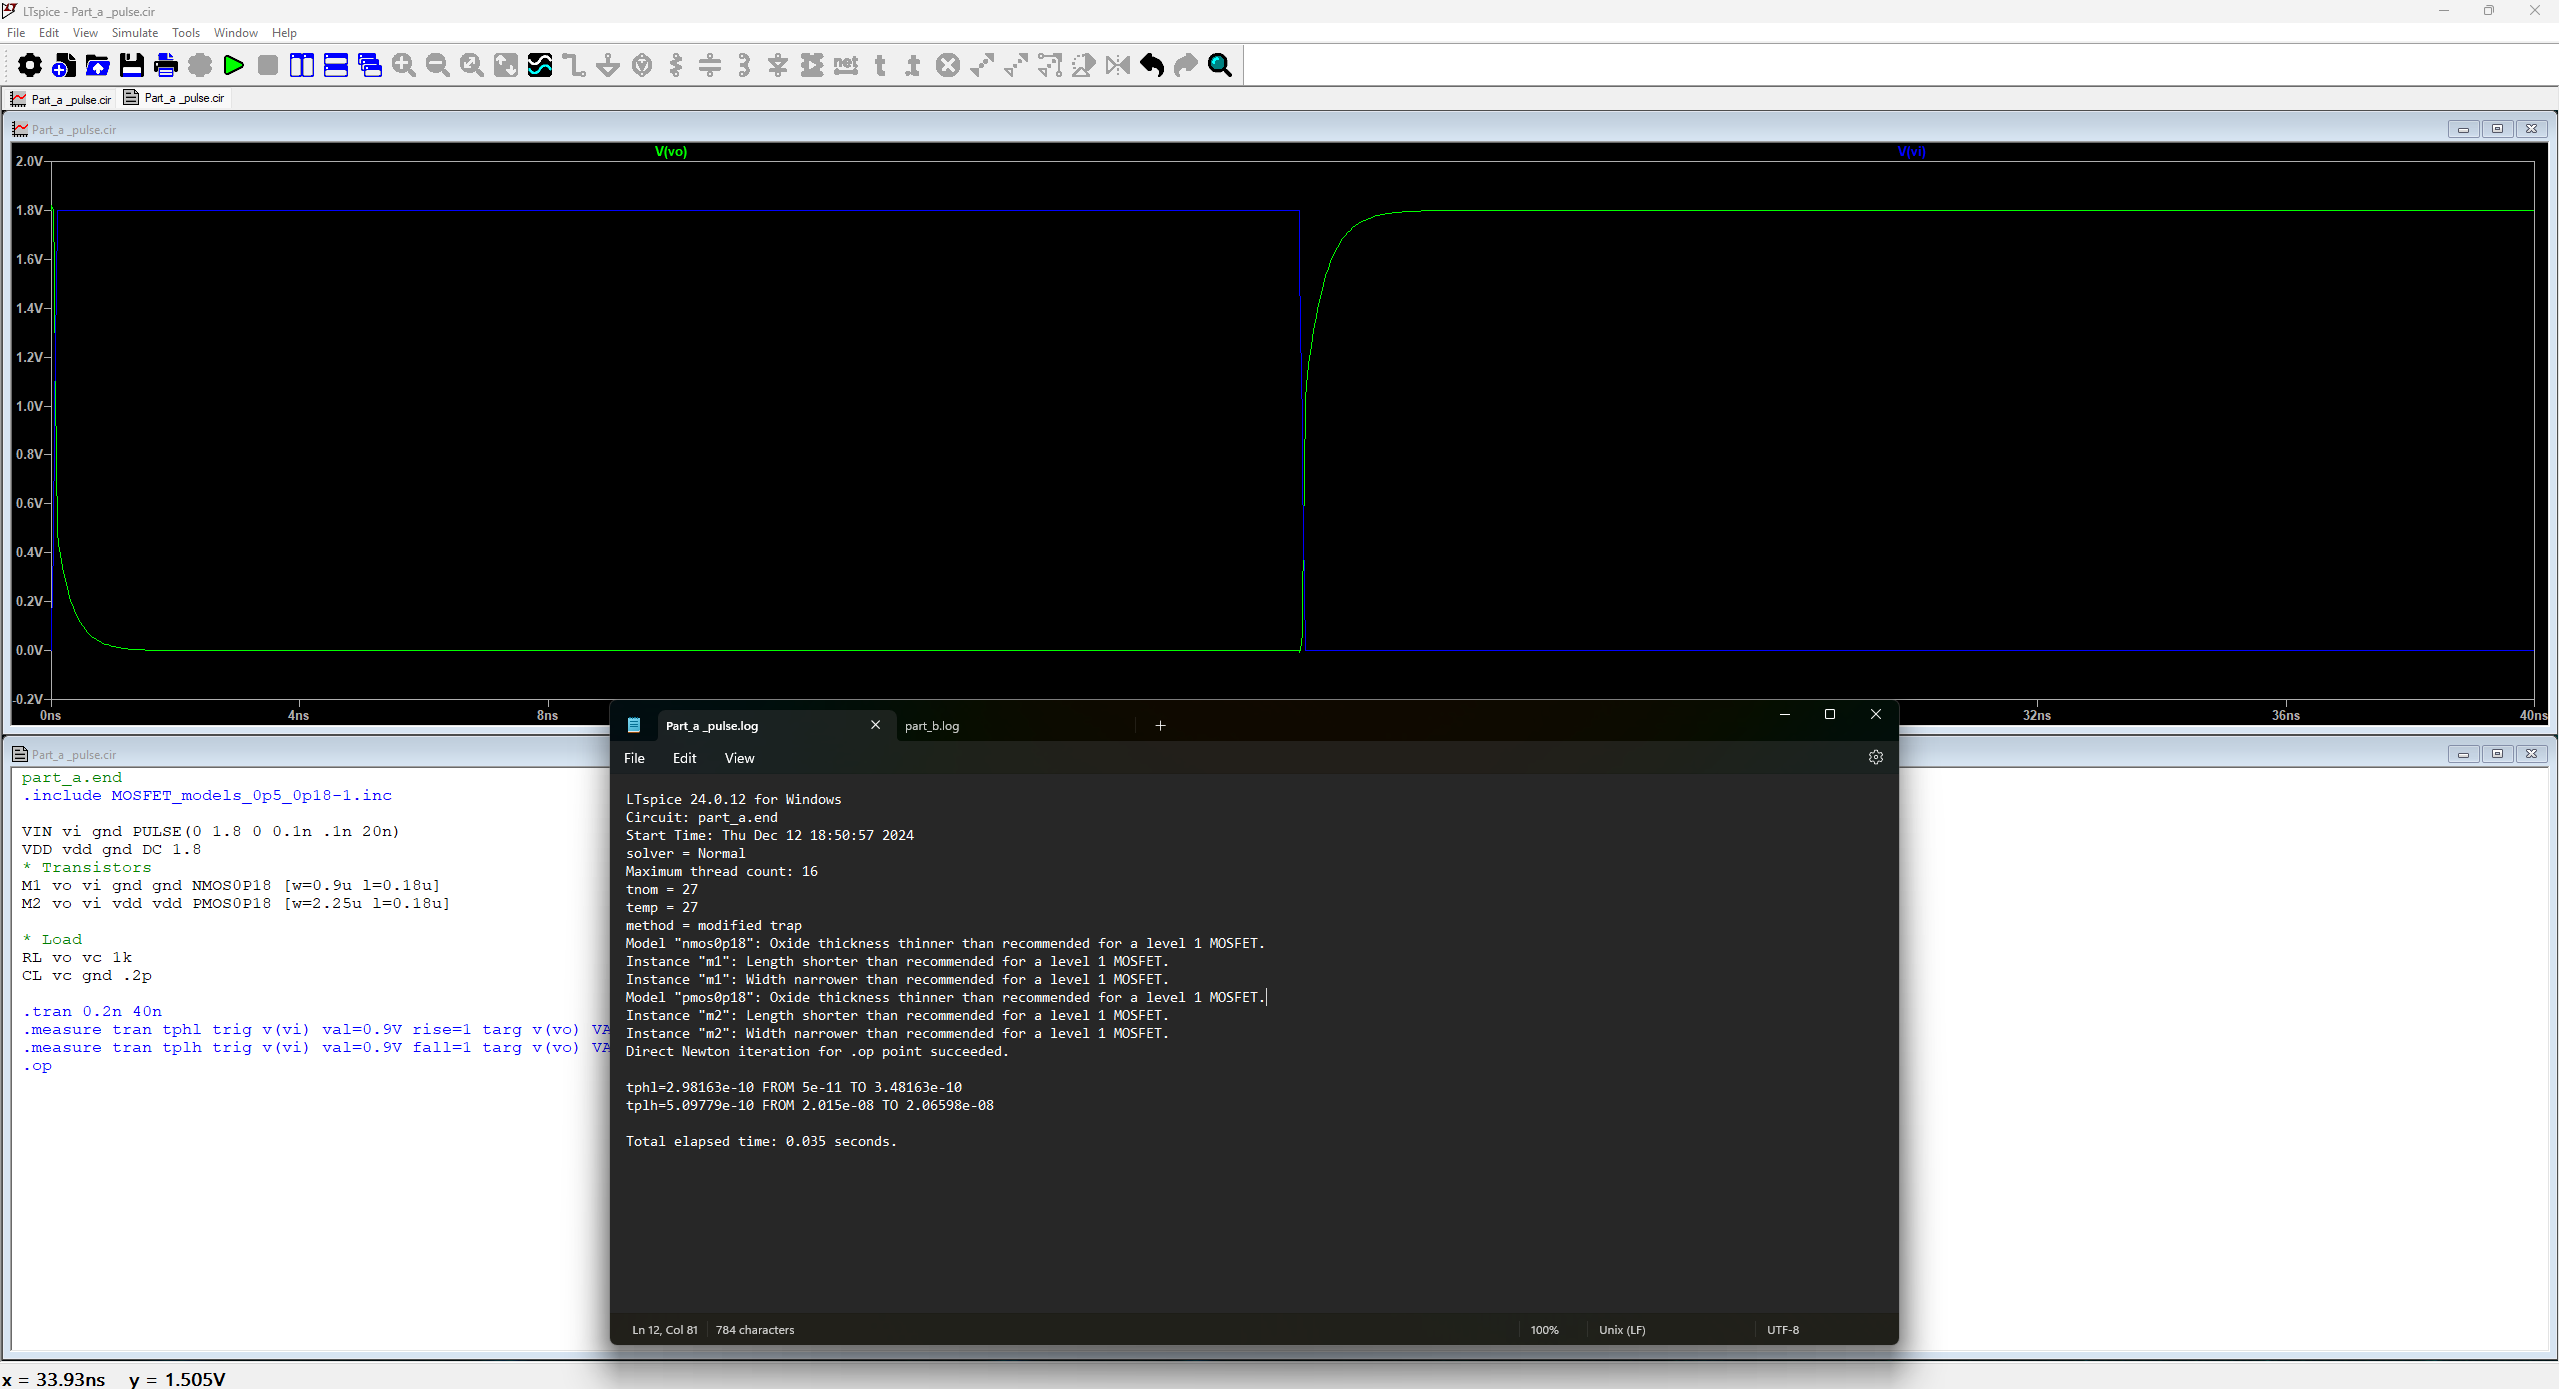 LTspice - Part_a _pulse.cir
File Edit View Simulate Tools Window Help
net t t
Part_a _pulse.cir Part_a _pulse.cir
Part_a _pulse.cir
V(vo) V(vi)
2.0V
1.8V
1.6V
1.4V
1.2V
1.0V
0.8V
0.6V
0.4V
0.2V
0.0V
-0.2V
0ns 4ns 8ns 32ns 36ns 40ns
Part_a _pulse.cir
part_a.end
.include MOSFET_models_0p5_0p18-1.inc
VIN vi gnd PULSE(0 1.8 0 0.1n .1n 20n)
VDD vdd gnd DC 1.8
* Transistors
M1 vo vi gnd gnd NMOS0P18 [w=0.9u l=0.18u]
M2 vo vi vdd vdd PMOS0P18 [w=2.25u l=0.18u]
* Load
RL vo vc 1k
CL vc gnd .2p
.tran 0.2n 40n
.measure tran tphl trig v(vi) val=0.9V rise=1 targ v(vo) VA
.measure tran tplh trig v(vi) val=0.9V fall=1 targ v(vo) VA
.op
Part_a _pulse.log part_b.log
File Edit View
LTspice 24.0.12 for Windows
Circuit: part_a.end
Start Time: Thu Dec 12 18:50:57 2024
solver = Normal
Maximum thread count: 16
tnom = 27
temp = 27
method = modified trap
Model "nmos0p18": Oxide thickness thinner than recommended for a level 1 MOSFET.
Instance "m1": Length shorter than recommended for a level 1 MOSFET.
Instance "m1": Width narrower than recommended for a level 1 MOSFET.
Model "pmos0p18": Oxide thickness thinner than recommended for a level 1 MOSFET.
Instance "m2": Length shorter than recommended for a level 1 MOSFET.
Instance "m2": Width narrower than recommended for a level 1 MOSFET.
Direct Newton iteration for .op point succeeded.
tphl=2.98163e-10 FROM 5e-11 TO 3.48163e-10
tplh=5.09779e-10 FROM 2.015e-08 TO 2.06598e-08
Total elapsed time: 0.035 seconds.
Ln 12, Col 81 784 characters 100% Unix (LF) UTF-8
x = 33.93ns y = 1.505V